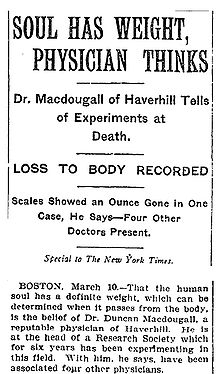 SOUL HAS WEIGHT,
PHYSICIAN THINKS
Dr. Macdougall of Haverhill Tells
of Experiments at
Death.
LOSS TO BODY RECORDED
Scales Showed an Ounce Gone in One
Case, He Says—Four Other
Doctors Present.
Special to The New York Times.
BOSTON, March 10.—That the human
soul has a definite weight, which can be
determined when it passes from the body,
is the belief of Dr. Duncan Macdougall, a
reputable physician of Haverhill. He is
at the head of a Research Society which
for six years has been experimenting in
this field. With him, he says, have been
associated four other physicians.